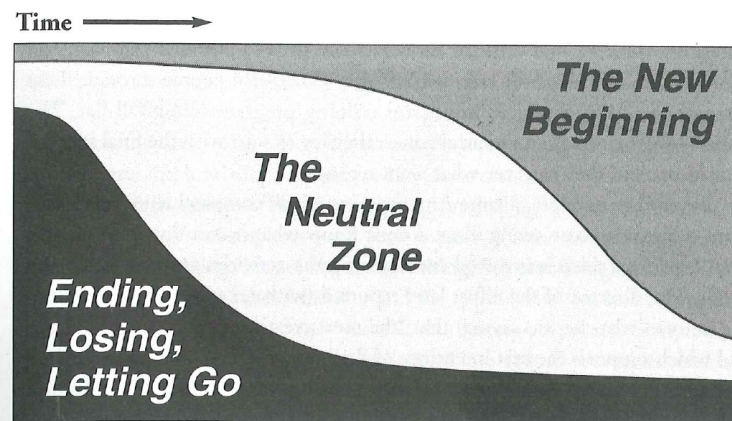 Time
The New
Beginning
The
Neutral
Zone
Ending,
Losing,
Letting Go